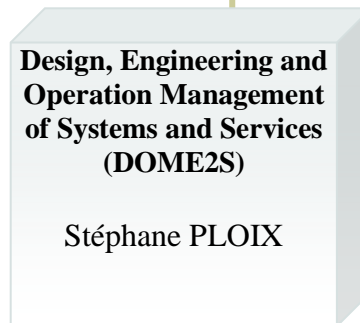 Design, Engineering and
Operation Management
of Systems and Services
(DOME2S)
Stéphane PLOIX